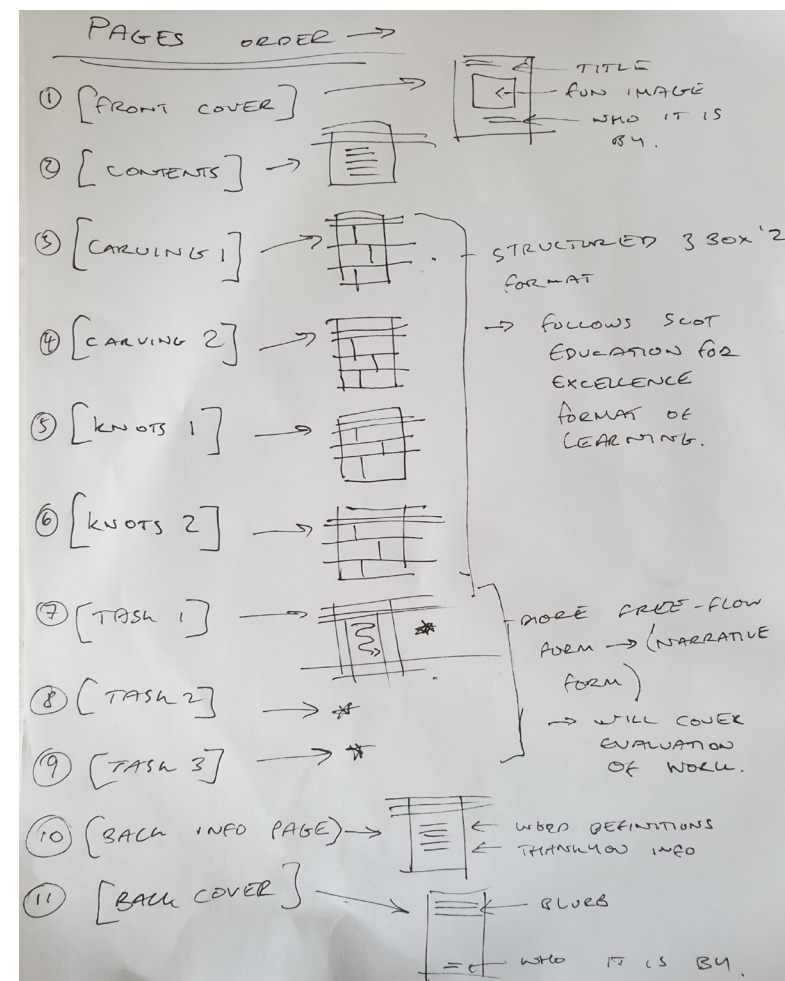 PAGES ORDER →
① [FRONT COVER] →
TITLE
FUN IMAGE
WHO IT IS
BY.
② [CONTENTS] →
③ [CARVING 1] →
STRUCTURED 3 BOX '2
FORMAT
→ FOLLOWS SCOT
EDUCATION FOR
EXCELLENCE
FORMAT OF
LEARNING.
④ [CARVING 2] →
⑤ [KNOTS 1] →
⑥ [KNOTS 2] →
⑦ [TASK 1] →
MORE FREE-FLOW
FORM → (NARRATIVE
FORM)
→ WILL COVER
EVALUATION
OF WORK.
⑧ [TASK 2] → *
⑨ [TASK 3] → *
⑩ [BACK INFO PAGE] →
← WORD DEFINITIONS
← THANKYOU INFO
⑪ [BACK COVER] →
BLURB
WHO IT IS BY.